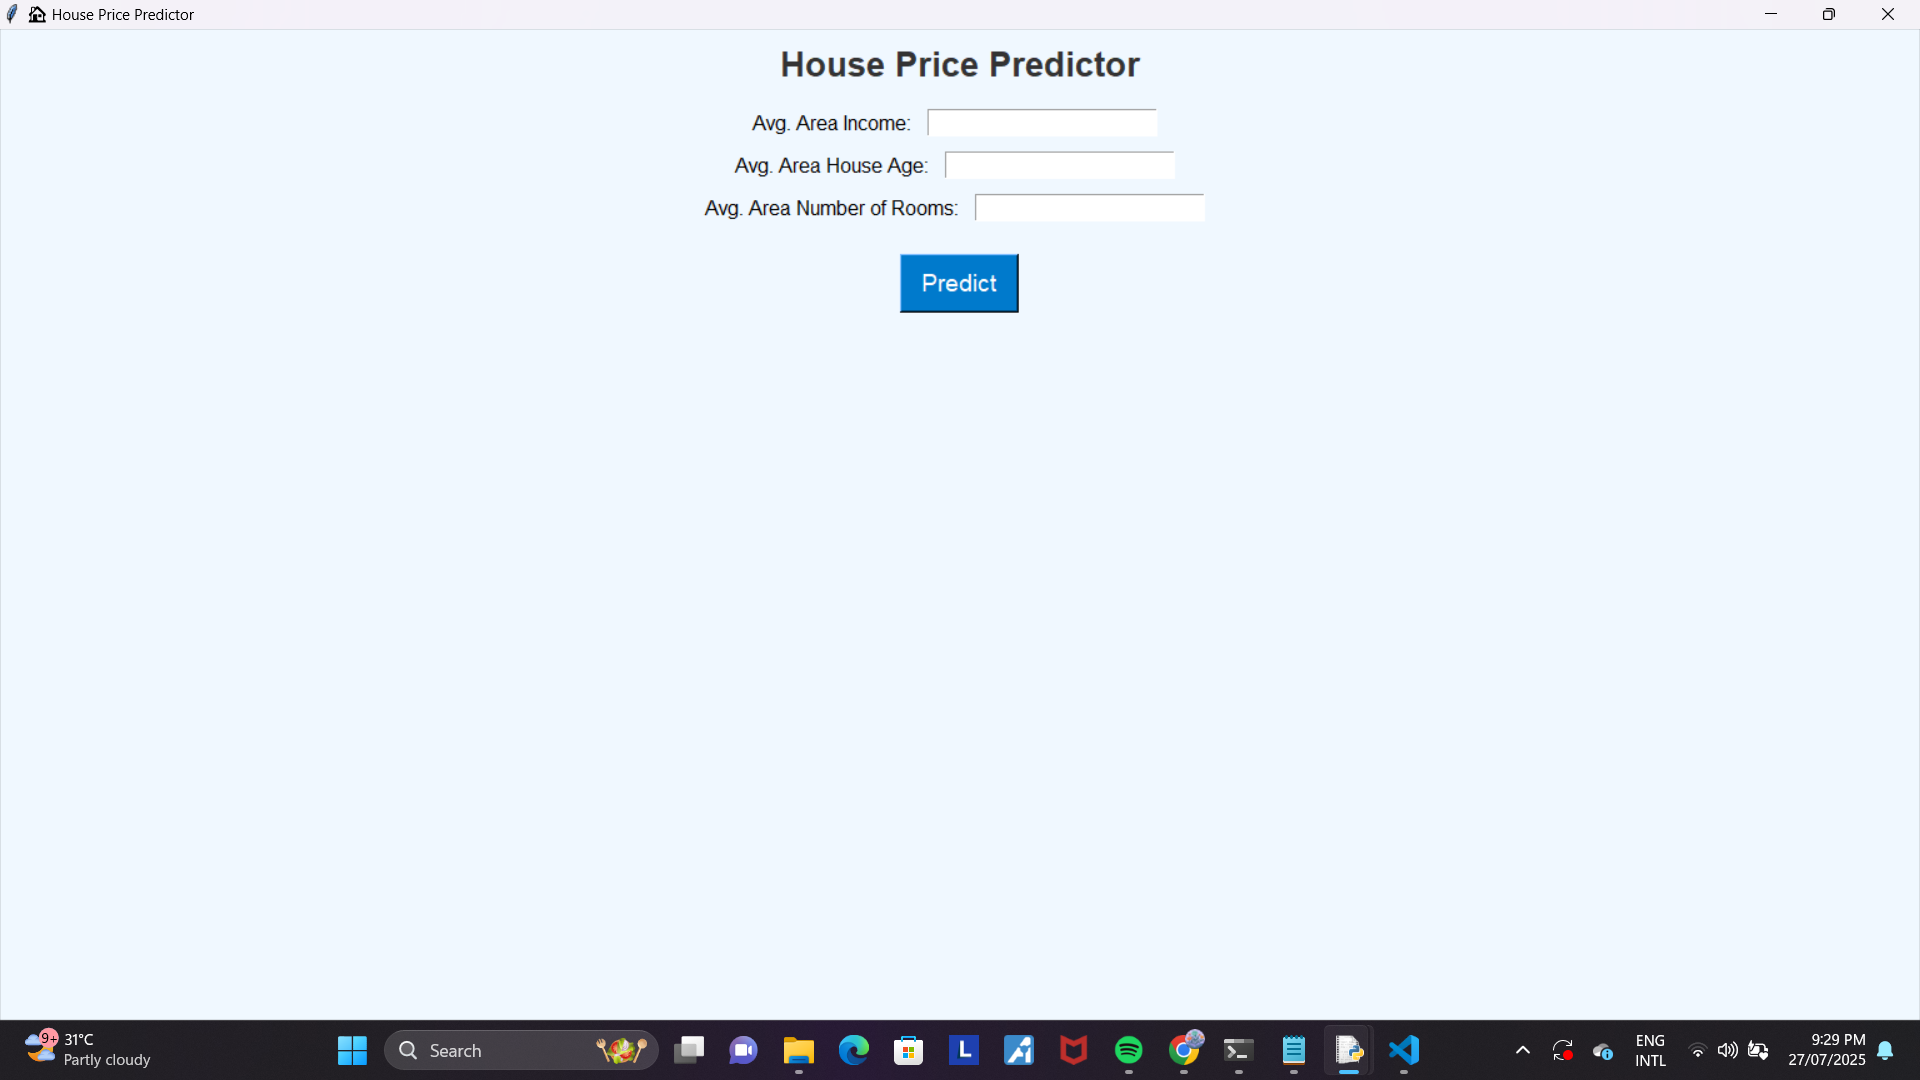 House Price Predictor
House Price Predictor
Avg. Area Income:
Avg. Area House Age:
Avg. Area Number of Rooms:
Predict
9+
31°C
Partly cloudy
Search
L
ENG
INTL
9:29 PM
27/07/2025